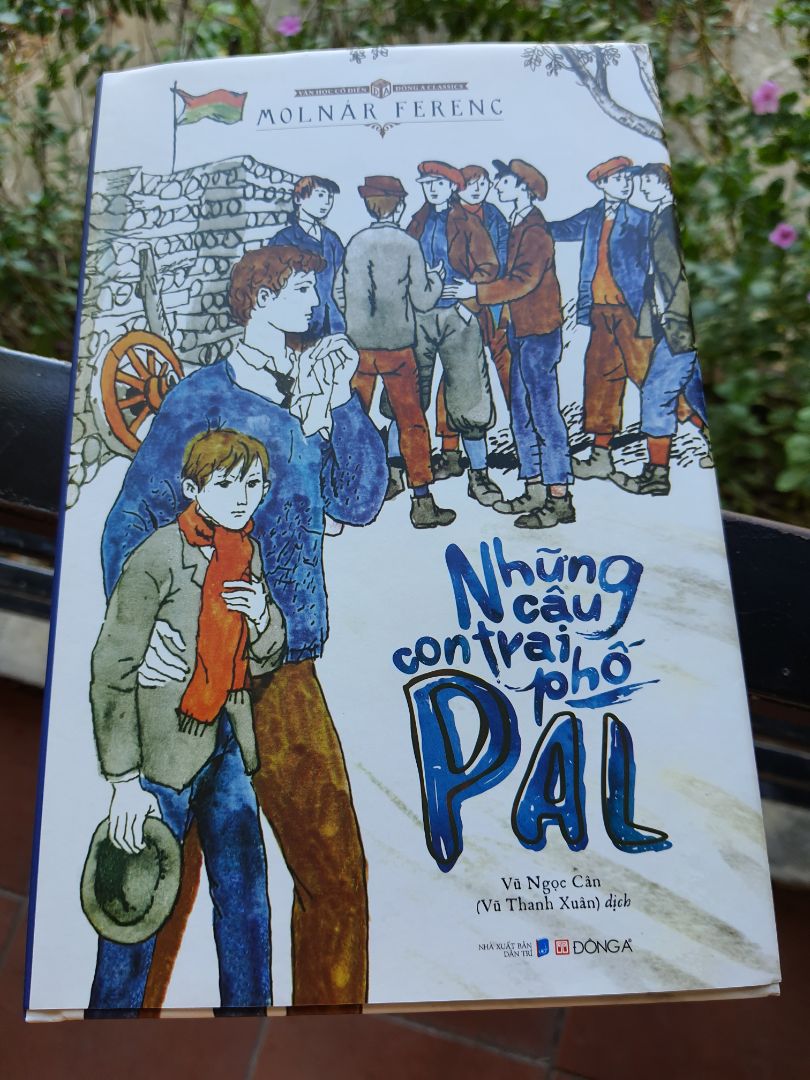 VĂN HỌC CỔ ĐIỂN ĐÔNG A CLASSICS
MOLNÁR FERENC
Những
cậu
con trai
phố
PAL
Vũ Ngọc Cân
(Vũ Thanh Xuân) dịch
NHÀ XUẤT BẢN
DÂN TRÍ
ĐÔNG A